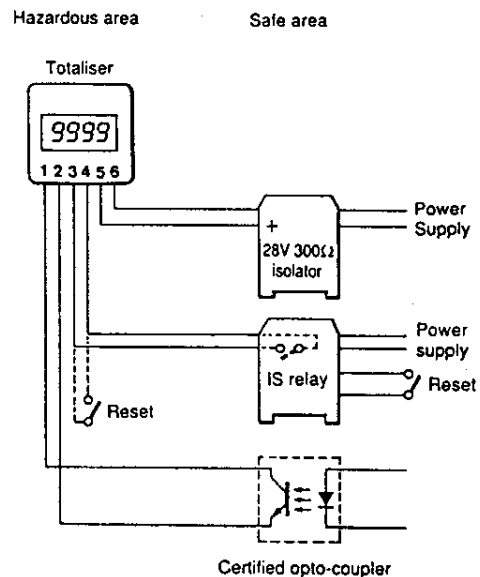 Hazardous area
Safe area
Totaliser
9999
1 2 3 4 5 6
Power
Supply
+
28V 300Ω
isolator
Power
supply
IS relay
Reset
Reset
Certified opto-coupler